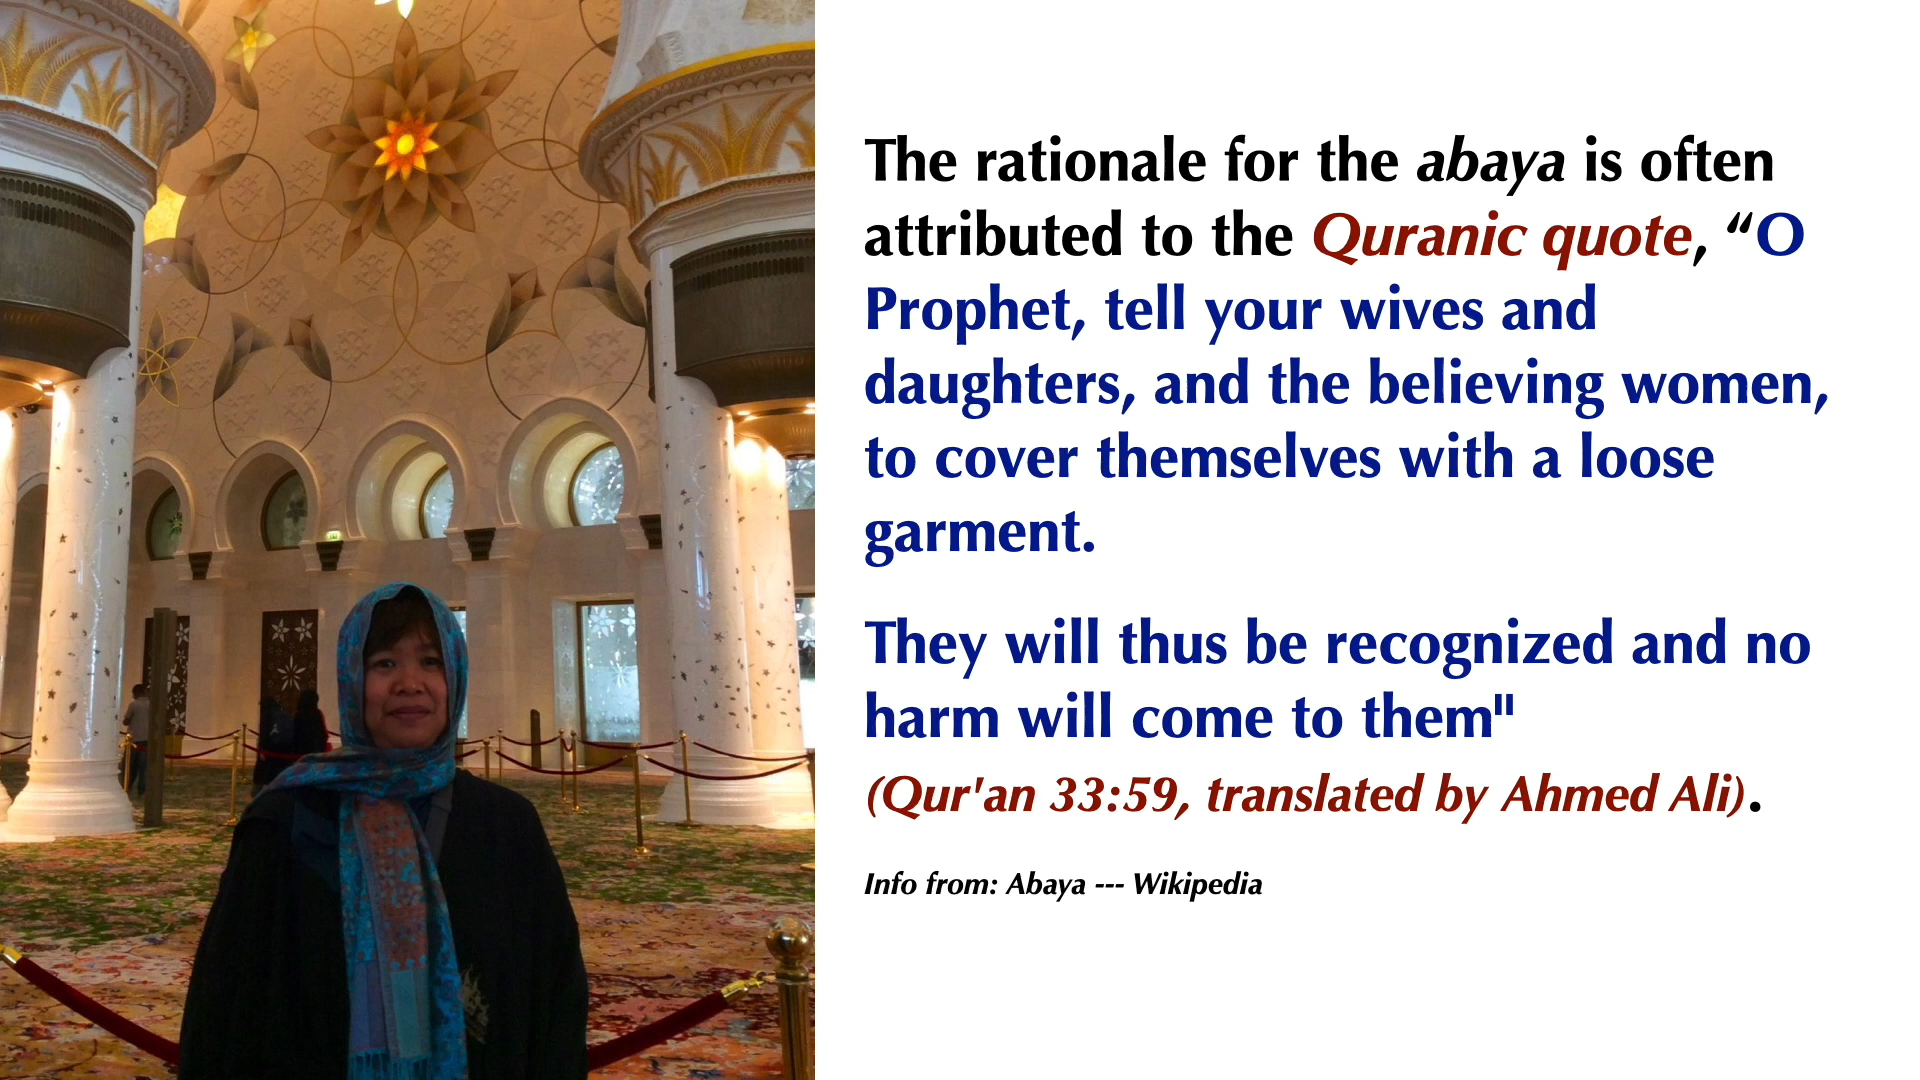 The rationale for the abaya is often
attributed to the Quranic quote, “O
Prophet, tell your wives and
daughters, and the believing women,
to cover themselves with a loose
garment.
They will thus be recognized and no
harm will come to them"
(Qur'an 33:59, translated by Ahmed Ali).
Info from: Abaya --- Wikipedia